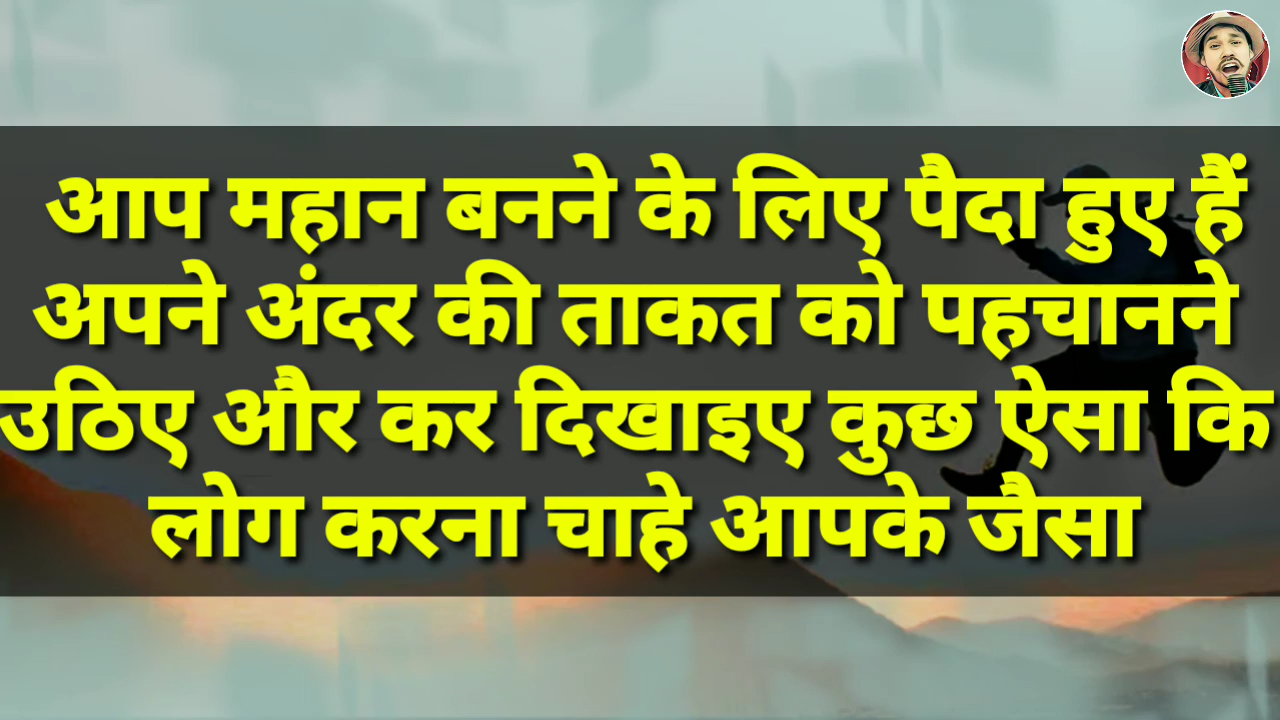 आप महान बनने के लिए पैदा हुए हैं
अपने अंदर की ताकत को पहचानने
उठिए और कर दिखाइए कुछ ऐसा कि
लोग करना चाहे आपके जैसा